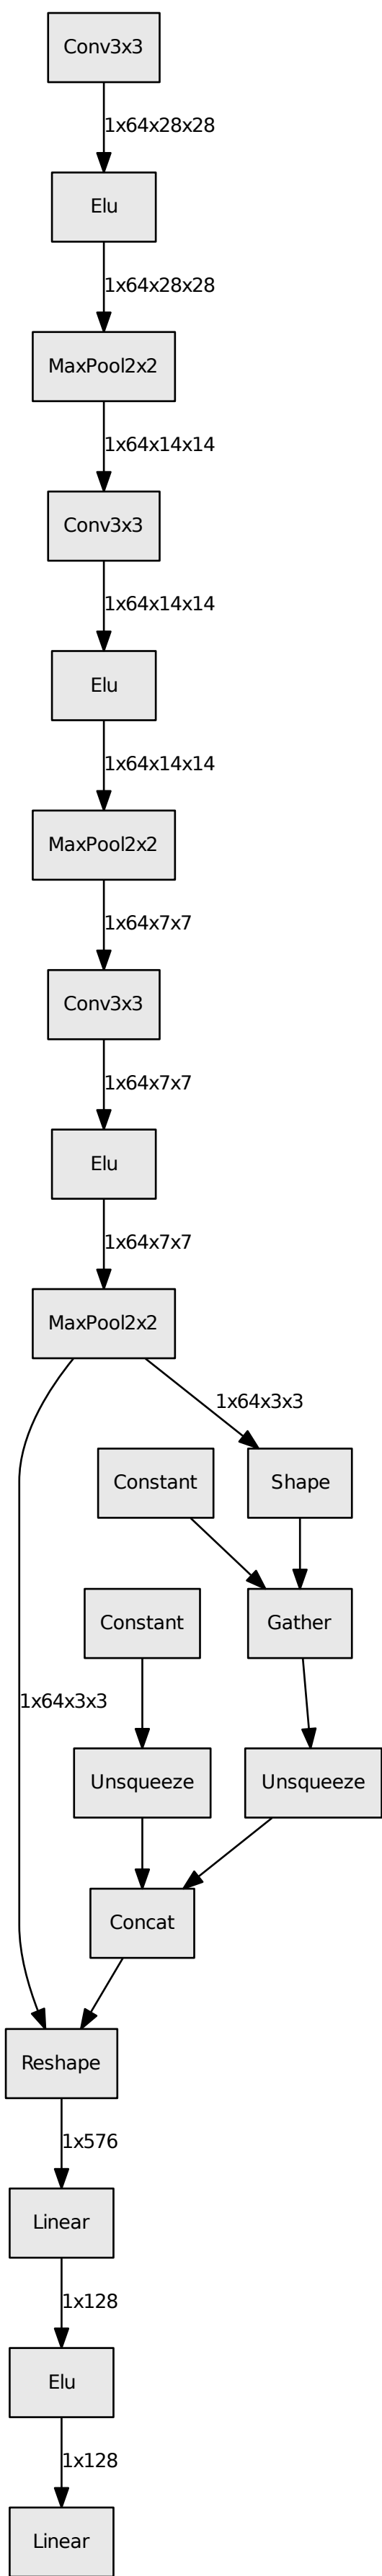 Conv3x3
1x64x28x28
Elu
1x64x28x28
MaxPool2x2
1x64x14x14
Conv3x3
1x64x14x14
Elu
1x64x14x14
MaxPool2x2
1x64x7x7
Conv3x3
1x64x7x7
Elu
1x64x7x7
MaxPool2x2
1x64x3x3
Constant
Shape
Constant
Gather
1x64x3x3
Unsqueeze
Unsqueeze
Concat
Reshape
1x576
Linear
1x128
Elu
1x128
Linear